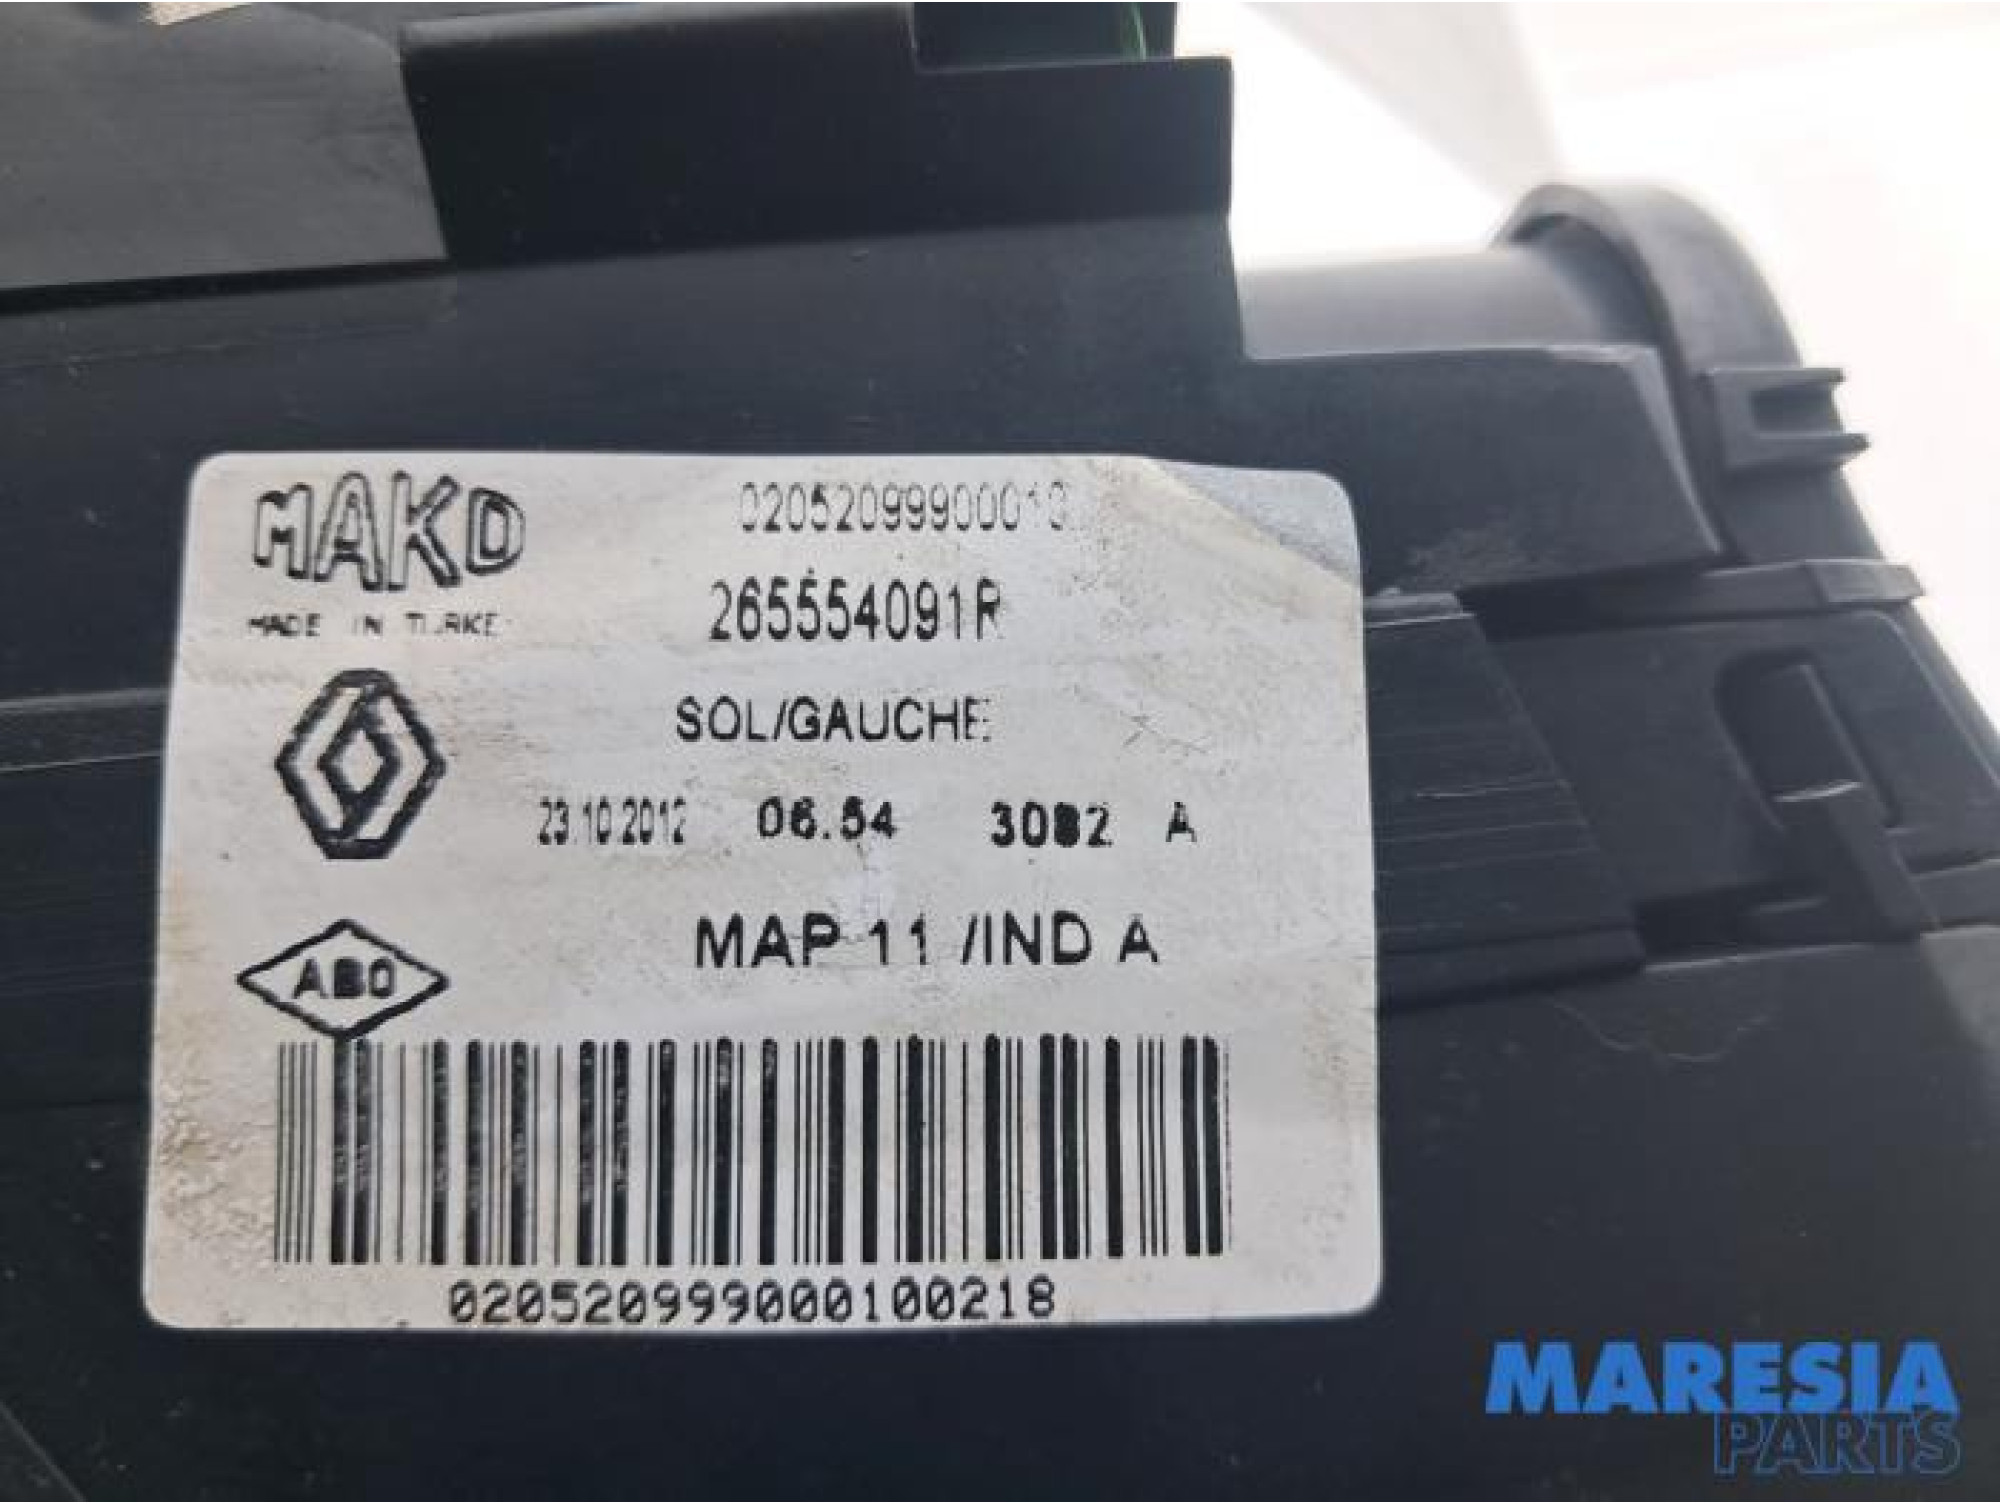 MAKO
MADE IN TURKEY
0205209990001
265554091R
SOL/GAUCHE
23.10.2012 06.54 3082 A
MAP 11 /IND A
ABO
020520999000100218
MARESIA
PARTS